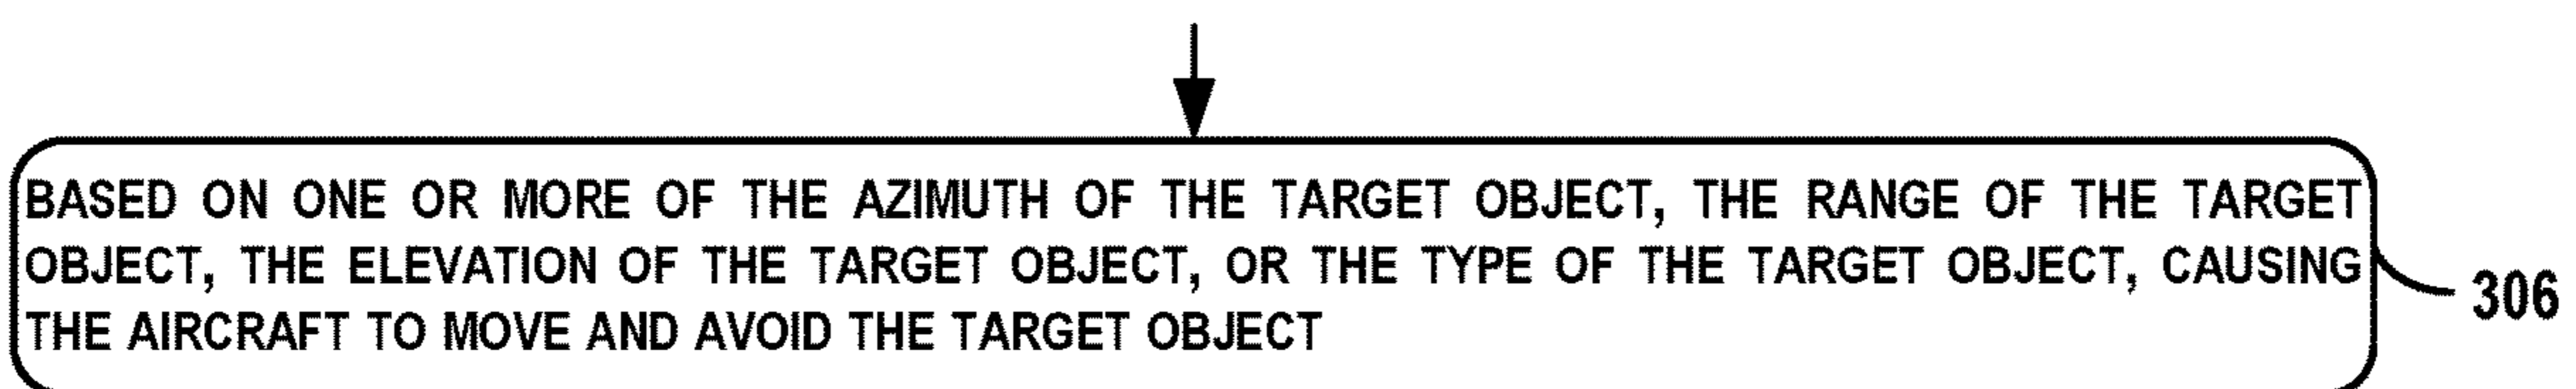 BASED ON ONE OR MORE OF THE AZIMUTH OF THE TARGET OBJECT, THE RANGE OF THE TARGET
OBJECT, THE ELEVATION OF THE TARGET OBJECT, OR THE TYPE OF THE TARGET OBJECT, CAUSING
THE AIRCRAFT TO MOVE AND AVOID THE TARGET OBJECT
306